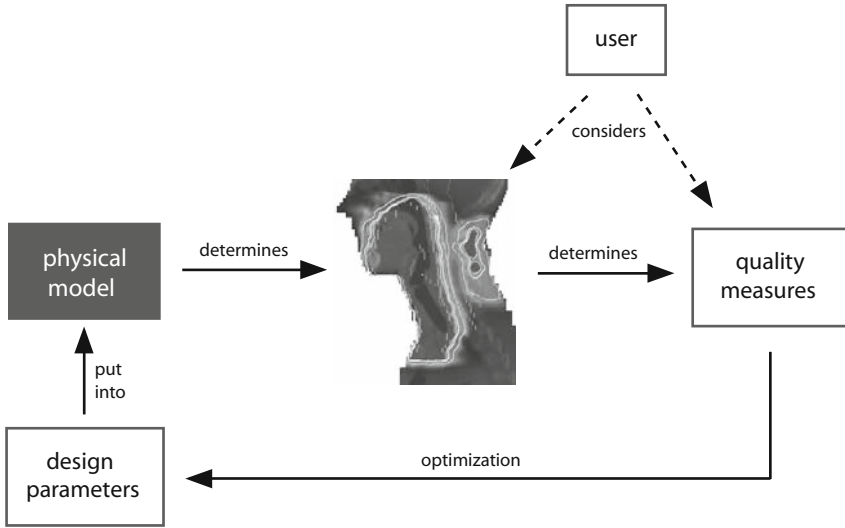 user
considers
physical
model
determines
determines
quality
measures
put
into
design
parameters
optimization